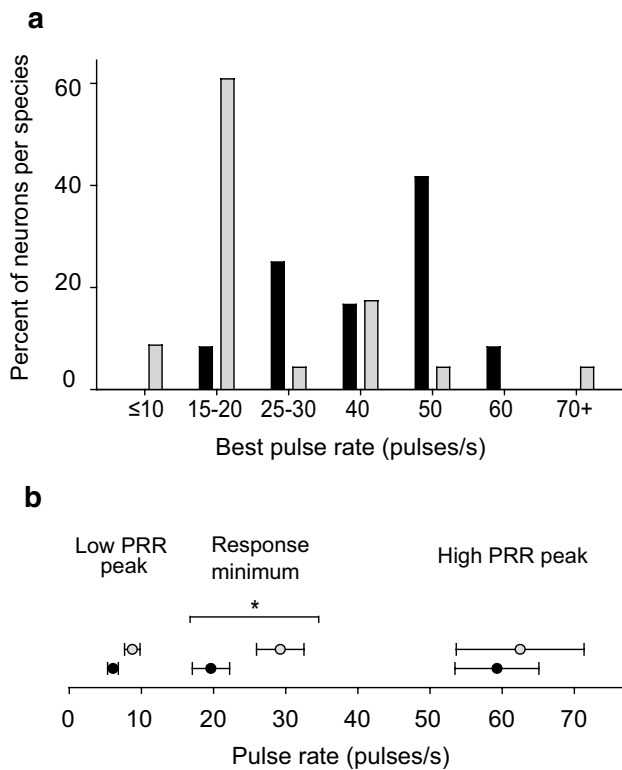 a
60
40
20
0
Percent of neurons per species
≤10 15-20 25-30 40 50 60 70+
Best pulse rate (pulses/s)
b
Low PRR peak
Response minimum
High PRR peak
*
0 10 20 30 40 50 60 70
Pulse rate (pulses/s)